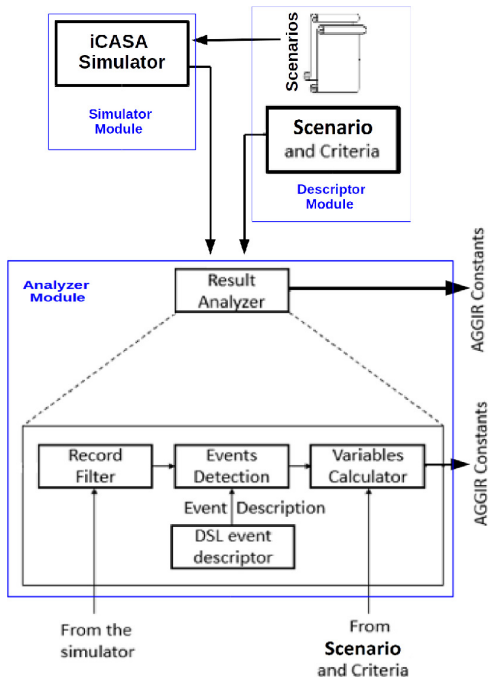 iCASA
Simulator
Simulator
Module
Scenarios
Scenario
and Criteria
Descriptor
Module
Analyzer
Module
Result
Analyzer
AGGIR Constants
Record
Filter
Events
Detection
Variables
Calculator
AGGIR Constants
Event Description
DSL event
descriptor
From the
simulator
From
Scenario
and Criteria